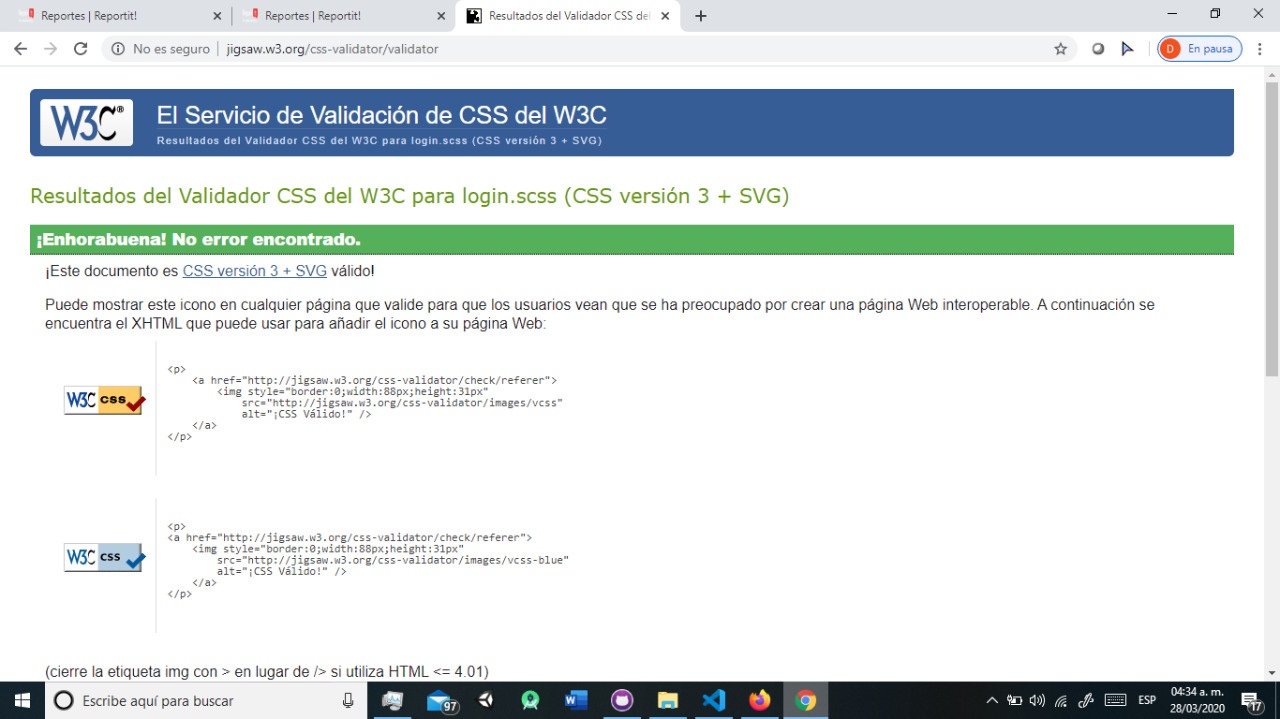 Reportes | Reportit!
Reportes | Reportit!
Resultados del Validador CSS del
No es seguro | jigsaw.w3.org/css-validator/validator
D En pausa
W3C® El Servicio de Validación de CSS del W3C
Resultados del Validador CSS del W3C para login.scss (CSS versión 3 + SVG)
Resultados del Validador CSS del W3C para login.scss (CSS versión 3 + SVG)
¡Enhorabuena! No error encontrado.
¡Este documento es CSS versión 3 + SVG válido!
Puede mostrar este icono en cualquier página que valide para que los usuarios vean que se ha preocupado por crear una página Web interoperable. A continuación se
encuentra el XHTML que puede usar para añadir el icono a su página Web:
W3C css
<p>
<a href="http://jigsaw.w3.org/css-validator/check/referer">
<img style="border:0;width:88px;height:31px"
src="http://jigsaw.w3.org/css-validator/images/vcss"
alt="¡CSS Válido!" />
</a>
</p>
W3C css
<p>
<a href="http://jigsaw.w3.org/css-validator/check/referer">
<img style="border:0;width:88px;height:31px"
src="http://jigsaw.w3.org/css-validator/images/vcss-blue"
alt="¡CSS Válido!" />
</a>
</p>
(cierre la etiqueta img con > en lugar de /> si utiliza HTML <= 4.01)
Escribe aquí para buscar
97
ESP
04:34 a. m.
28/03/2020
17